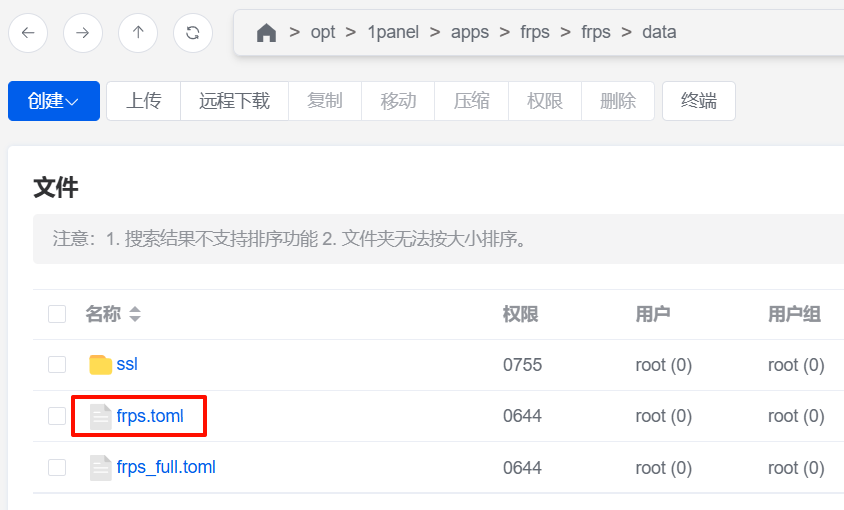 > opt > 1panel > apps > frps > frps > data
创建 上传 远程下载 复制 移动 压缩 权限 删除 终端
文件
注意：1. 搜索结果不支持排序功能 2. 文件夹无法按大小排序。
名称 权限 用户 用户组
ssl 0755 root (0) root (0)
frps.toml 0644 root (0) root (0)
frps_full.toml 0644 root (0) root (0)